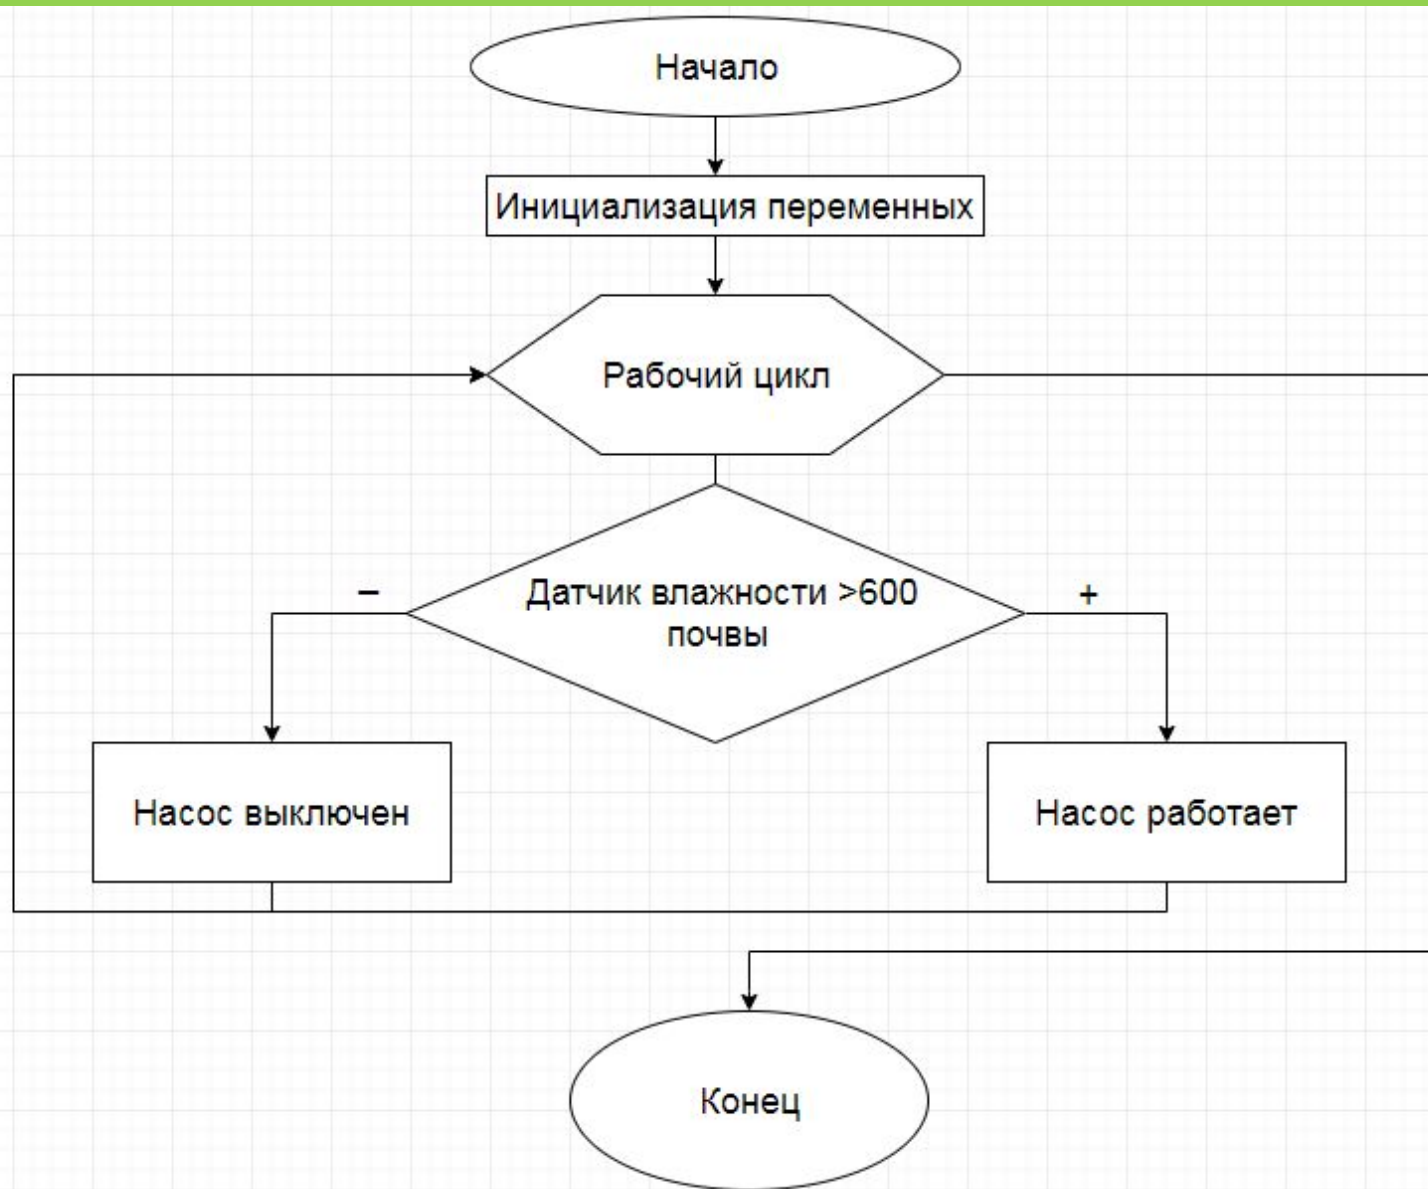 Начало
Инициализация переменных
Рабочий цикл
Датчик влажности >600
почвы
–
+
Насос выключен
Насос работает
Конец